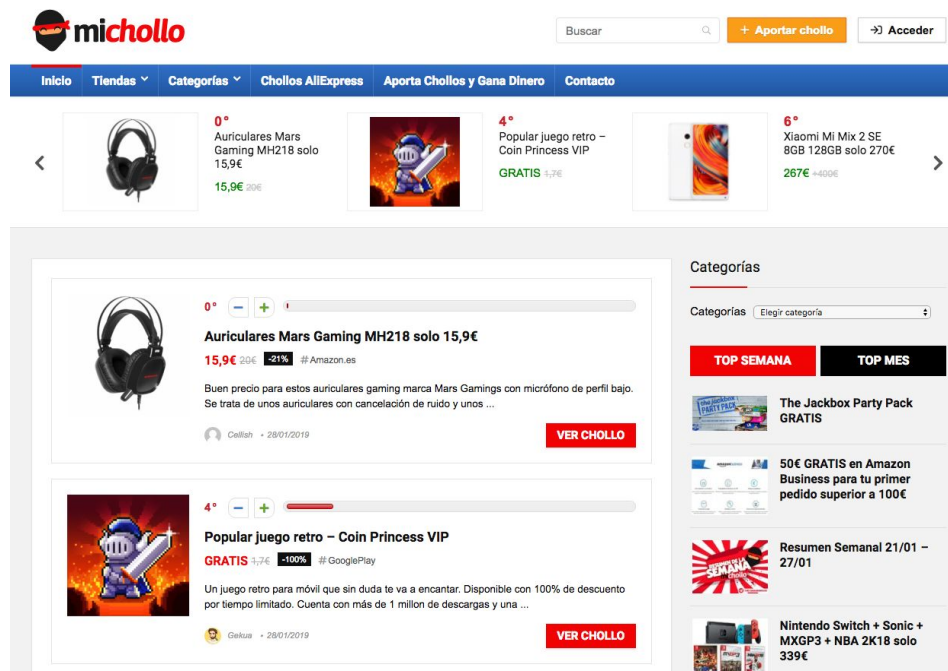 michollo
Buscar
+ Aportar chollo
Acceder
Inicio
Tiendas
Categorías
Chollos AliExpress
Aporta Chollos y Gana Dinero
Contacto
0°
Auriculares Mars
Gaming MH218 solo
15,9€
15,9€ 20€
4°
Popular juego retro –
Coin Princess VIP
GRATIS 1,7€
6°
Xiaomi Mi Mix 2 SE
8GB 128GB solo 270€
267€ +400€
0° − +
Auriculares Mars Gaming MH218 solo 15,9€
15,9€ 20€ -21% #Amazon.es
Buen precio para estos auriculares gaming marca Mars Gamings con micrófono de perfil bajo.
Se trata de unos auriculares con cancelación de ruido y unos ...
Ceilish • 28/01/2019
VER CHOLLO
4° − +
Popular juego retro – Coin Princess VIP
GRATIS 1,7€ -100% #GooglePlay
Un juego retro para móvil que sin duda te va a encantar. Disponible con 100% de descuento
por tiempo limitado. Cuenta con más de 1 millon de descargas y una ...
Gekua • 28/01/2019
VER CHOLLO
Categorías
Categorías Elegir categoría
TOP SEMANA
TOP MES
The Jackbox Party Pack
GRATIS
50€ GRATIS en Amazon
Business para tu primer
pedido superior a 100€
Resumen Semanal 21/01 –
27/01
Nintendo Switch + Sonic +
MXGP3 + NBA 2K18 solo
339€